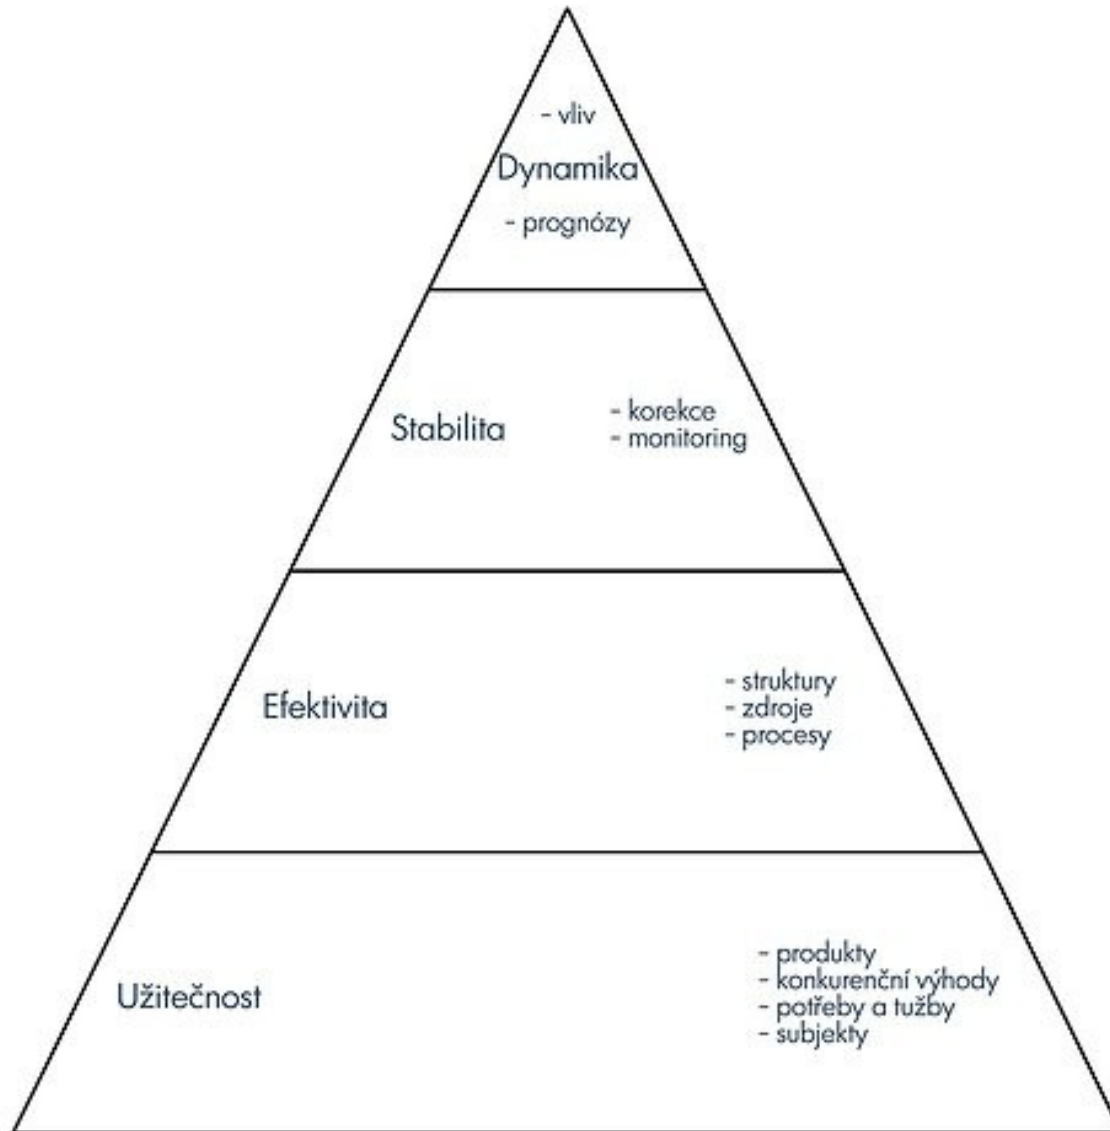 - vliv
Dynamika
- prognózy
Stabilita
- korekce
- monitoring
Efektivita
- struktury
- zdroje
- procesy
Užitečnost
- produkty
- konkurenční výhody
- potřeby a tužby
- subjekty